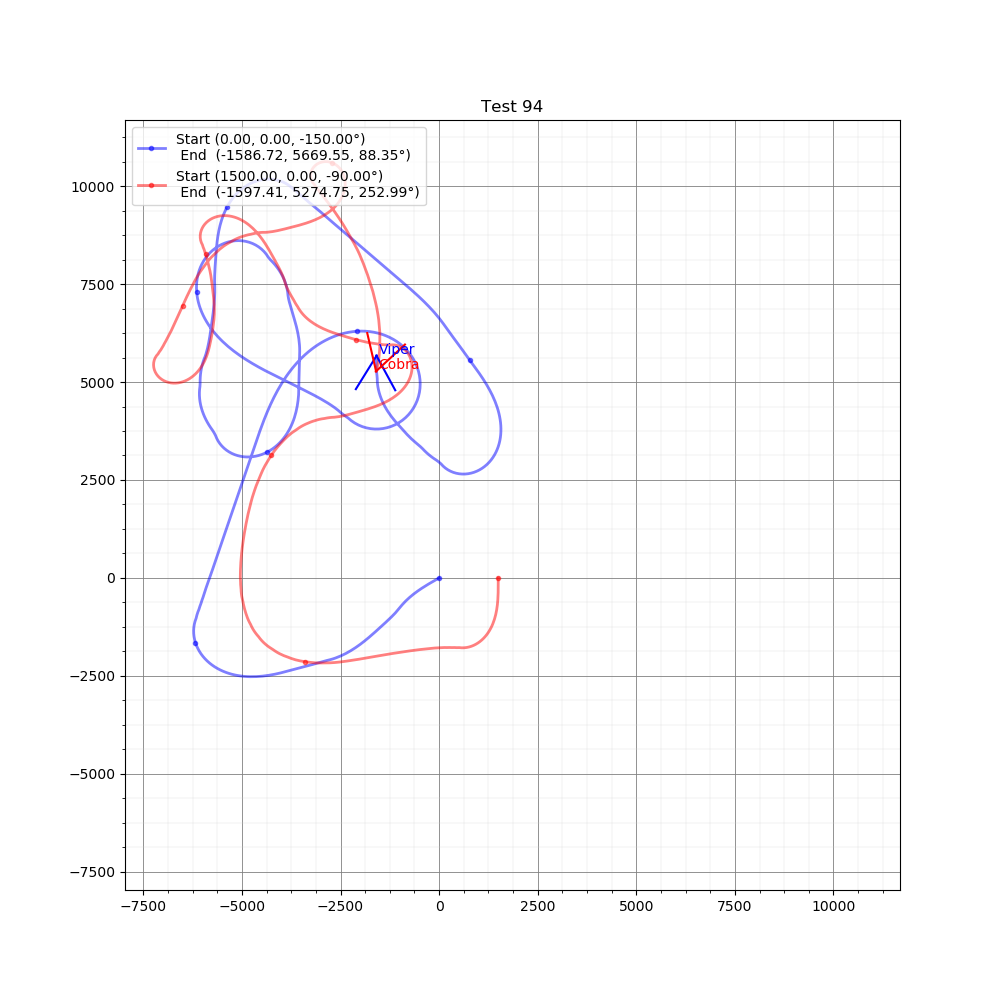 Test 94
Start (0.00, 0.00, -150.00°)
End  (-1586.72, 5669.55, 88.35°)
Start (1500.00, 0.00, -90.00°)
End  (-1597.41, 5274.75, 252.99°)
10000
7500
5000
2500
0
−2500
−5000
−7500
Viper
Cobra
−7500 −5000 −2500 0 2500 5000 7500 10000